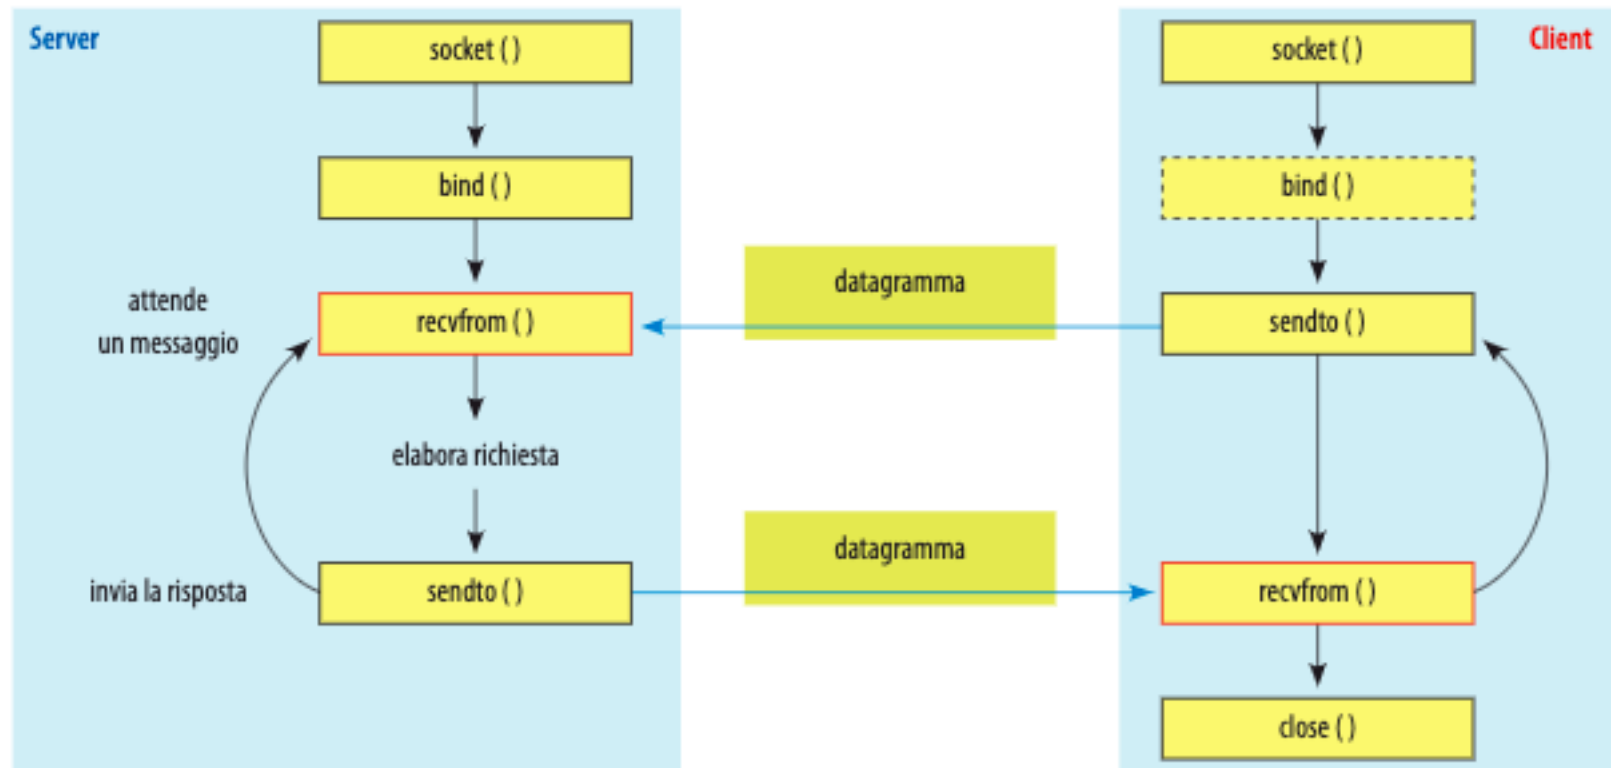 Server
socket ( )
bind ( )
attende
un messaggio
recvfrom ( )
elabora richiesta
invia la risposta
sendto ( )
datagramma
datagramma
Client
socket ( )
bind ( )
sendto ( )
recvfrom ( )
close ( )